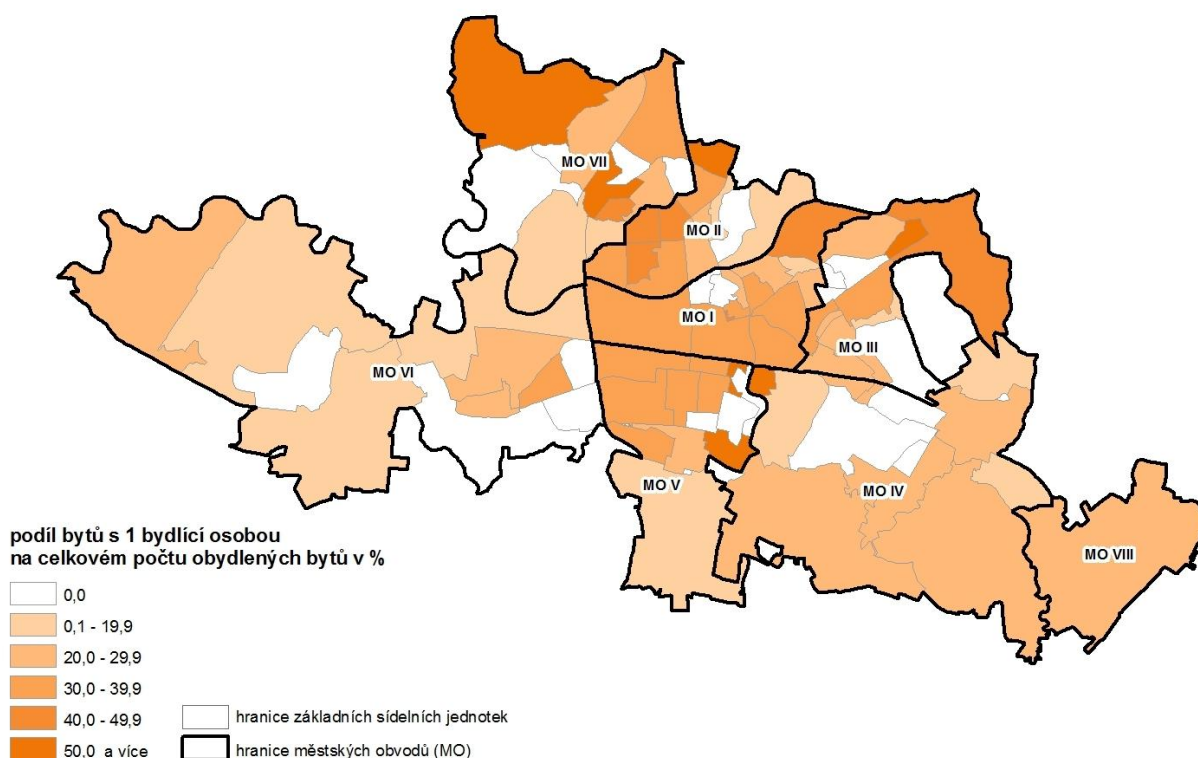 MO VII
MO II
MO I
MO III
MO VI
MO V
MO IV
MO VIII
podíl bytů s 1 bydlící osobou
na celkovém počtu obydlených bytů v %
0,0
0,1 - 19,9
20,0 - 29,9
30,0 - 39,9
40,0 - 49,9
50,0 a více
hranice základních sídelních jednotek
hranice městských obvodů (MO)